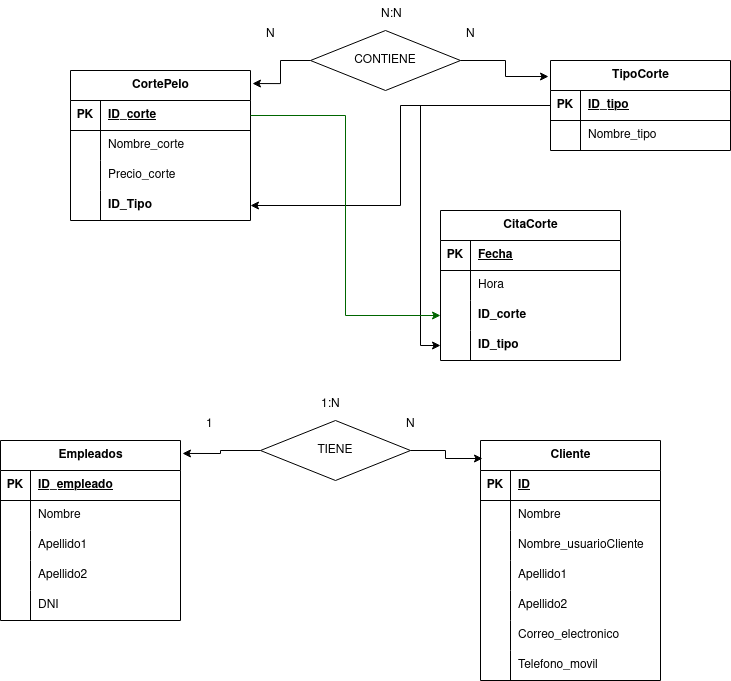 N:N
N
N
CONTIENE
CortePelo
PK ID_corte
Nombre_corte
Precio_corte
ID_Tipo
TipoCorte
PK ID_tipo
Nombre_tipo
CitaCorte
PK Fecha
Hora
ID_corte
ID_tipo
1:N
1
N
TIENE
Empleados
PK ID_empleado
Nombre
Apellido1
Apellido2
DNI
Cliente
PK ID
Nombre
Nombre_usuarioCliente
Apellido1
Apellido2
Correo_electronico
Telefono_movil